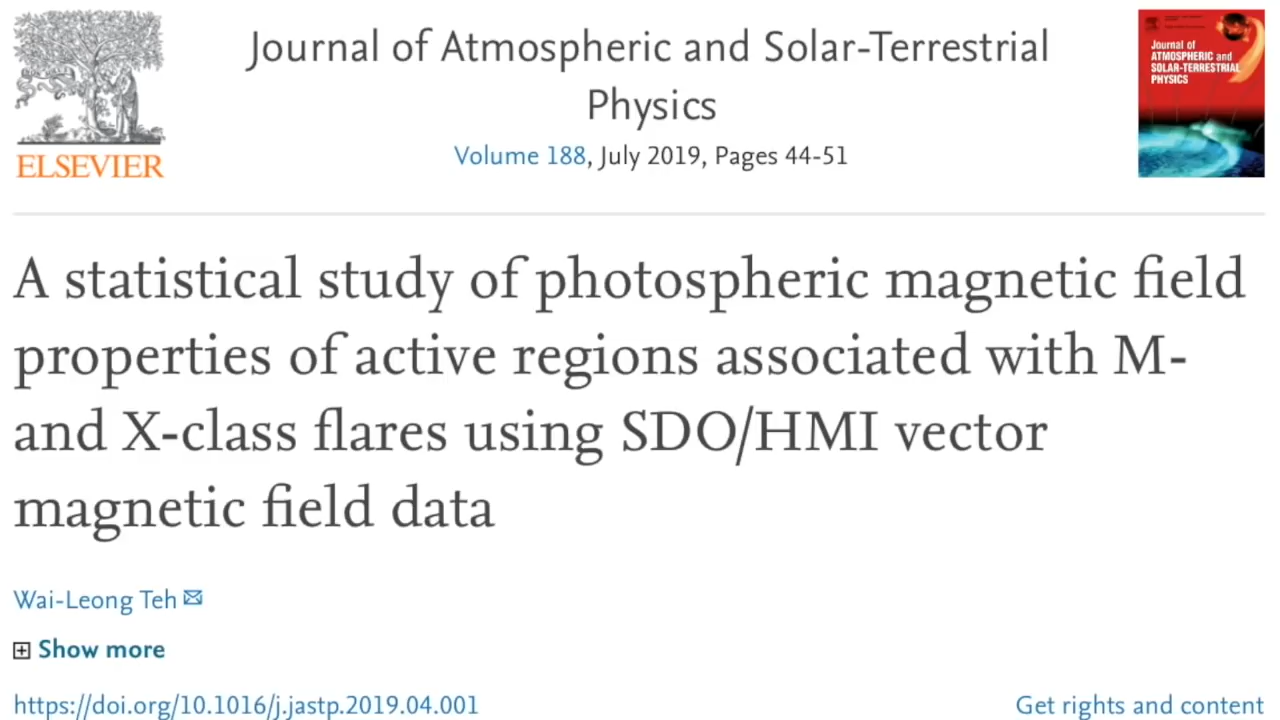 Journal of Atmospheric and Solar-Terrestrial
Physics
Volume 188, July 2019, Pages 44-51
ELSEVIER
Journal of
ATMOSPHERIC and
SOLAR-TERRESTRIAL
PHYSICS
A statistical study of photospheric magnetic field
properties of active regions associated with M-
and X-class flares using SDO/HMI vector
magnetic field data
Wai-Leong Teh
Show more
https://doi.org/10.1016/j.jastp.2019.04.001
Get rights and content